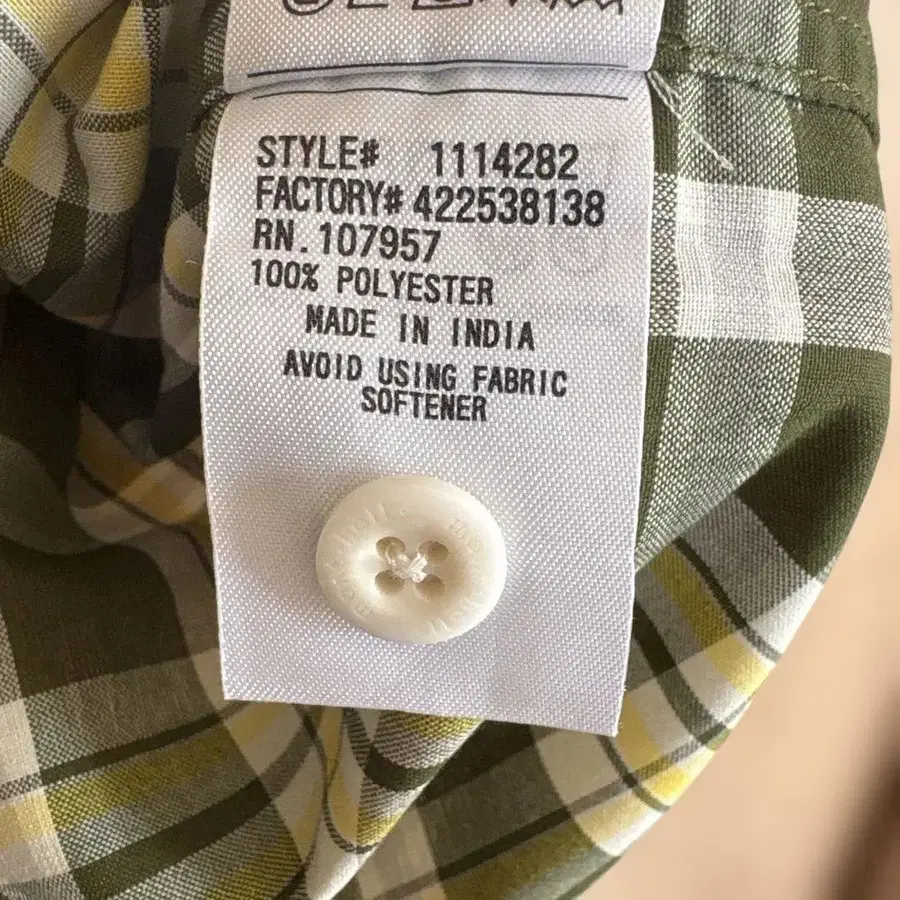 STYLE# 1114282
FACTORY# 422538138
RN. 107957
100% POLYESTER
MADE IN INDIA
AVOID USING FABRIC
SOFTENER